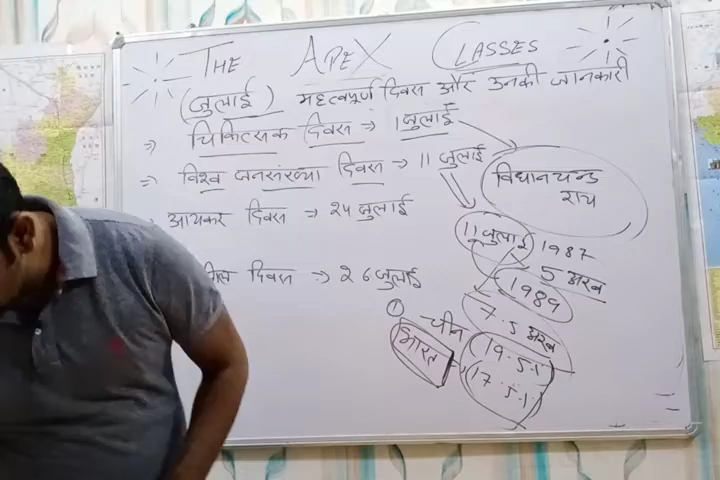 THE APEX CLASSES
(जुलाई) महत्वपूर्ण दिवस और उनकी जानकारी
⇒ चिकित्सक दिवस → 1 जुलाई
⇒ विश्व जनसंख्या दिवस → 11 जुलाई
विधानचन्द्र
राय
आयकर दिवस → 24 जुलाई
11 जुलाई 1987
5 अरब
दिवस → 26 जुलाई
1989
7.5 अरब
① चीन 19.5%
भारत 17.5%